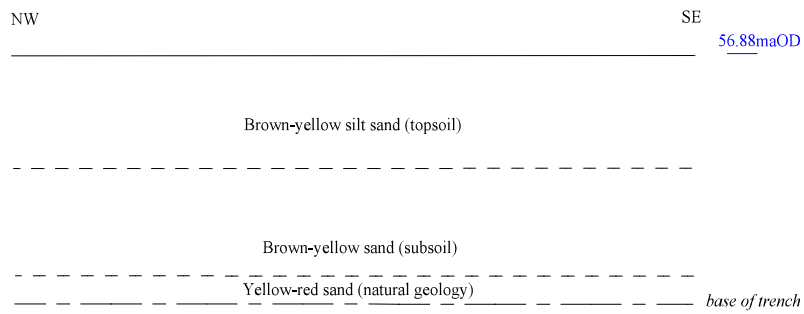 NW
SE
56.88maOD
Brown-yellow silt sand (topsoil)
Brown-yellow sand (subsoil)
Yellow-red sand (natural geology)
base of trench